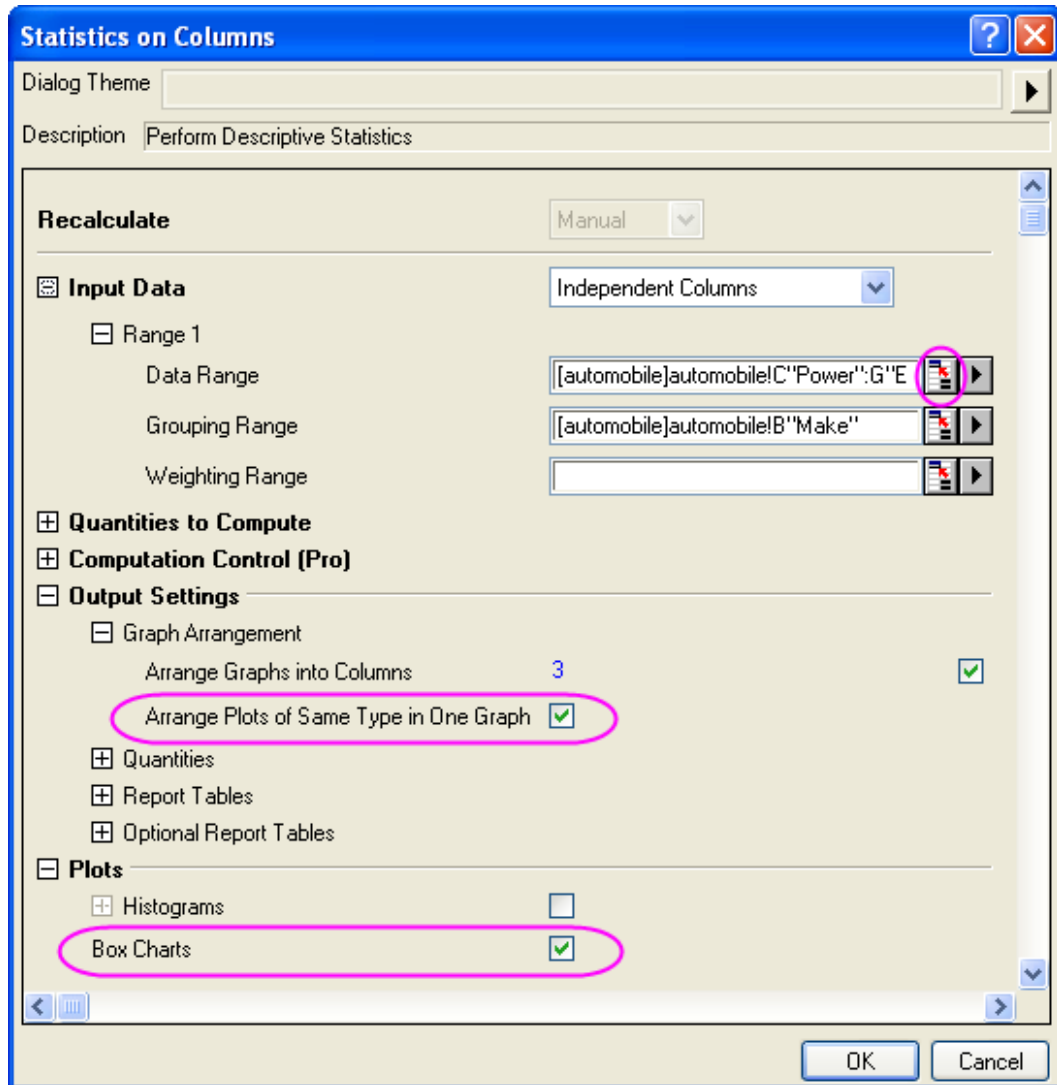 Statistics on Columns
Dialog Theme
Description Perform Descriptive Statistics
Recalculate Manual
Input Data Independent Columns
Range 1
Data Range [automobile]automobile!C"Power":G"E
Grouping Range [automobile]automobile!B"Make"
Weighting Range
Quantities to Compute
Computation Control (Pro)
Output Settings
Graph Arrangement
Arrange Graphs into Columns 3
Arrange Plots of Same Type in One Graph
Quantities
Report Tables
Optional Report Tables
Plots
Histograms
Box Charts
OK Cancel